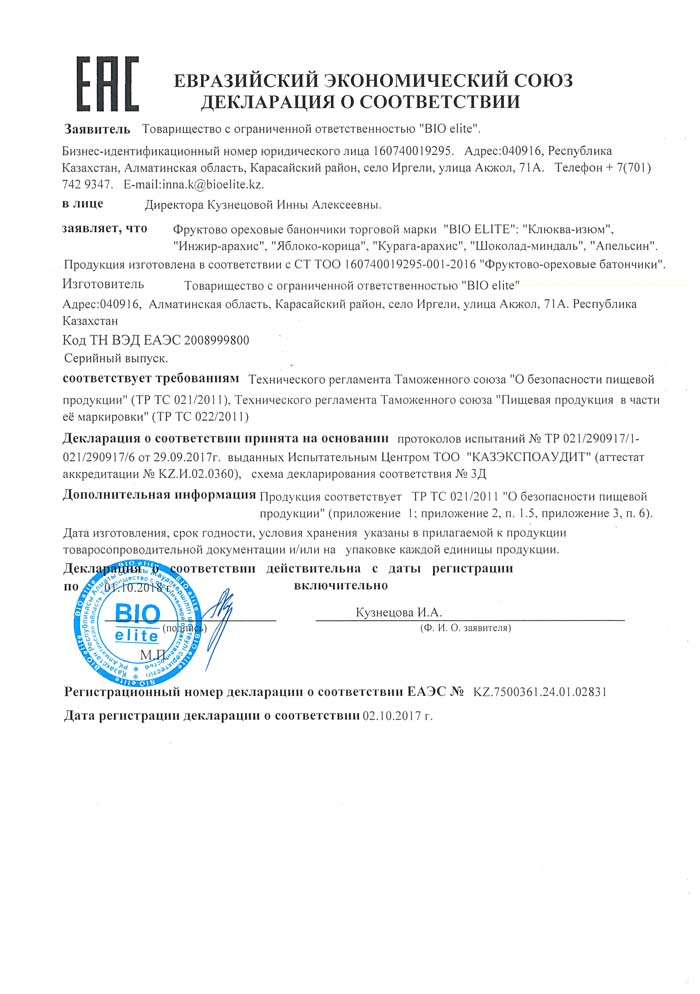 ЕАС
ЕВРАЗИЙСКИЙ ЭКОНОМИЧЕСКИЙ СОЮЗ
ДЕКЛАРАЦИЯ О СООТВЕТСТВИИ
Заявитель Товарищество с ограниченной ответственностью "BIO elite".
Бизнес-идентификационный номер юридического лица 160740019295. Адрес:040916, Республика
Казахстан, Алматинская область, Карасайский район, село Иргели, улица Акжол, 71А. Телефон + 7(701)
742 9347. E-mail:inna.k@bioelite.kz.
в лице Директора Кузнецовой Инны Алексеевны.
заявляет, что Фруктово ореховые банончики торговой марки "BIO ELITE": "Клюква-изюм",
"Инжир-арахис", "Яблоко-корица", "Курага-арахис", "Шоколад-миндаль", "Апельсин".
Продукция изготовлена в соответствии с СТ ТОО 160740019295-001-2016 "Фруктово-ореховые батончики".
Изготовитель Товарищество с ограниченной ответственностью "BIO elite"
Адрес:040916, Алматинская область, Карасайский район, село Иргели, улица Акжол, 71А. Республика
Казахстан
Код ТН ВЭД ЕАЭС 2008999800
Серийный выпуск.
соответствует требованиям Технического регламента Таможенного союза "О безопасности пищевой
продукции" (ТР ТС 021/2011), Технического регламента Таможенного союза "Пищевая продукция в части
её маркировки" (ТР ТС 022/2011)
Декларация о соответствии принята на основании протоколов испытаний № ТР 021/290917/1-
021/290917/6 от 29.09.2017г. выданных Испытательным Центром ТОО "КАЗЭКСПОАУДИТ" (аттестат
аккредитации № KZ.И.02.0360), схема декларирования соответствия № 3Д
Дополнительная информация Продукция соответствует ТР ТС 021/2011 "О безопасности пищевой
продукции" (приложение 1; приложение 2, п. 1.5, приложение 3, п. 6).
Дата изготовления, срок годности, условия хранения указаны в прилагаемой к продукции
товаросопроводительной документации и/или на упаковке каждой единицы продукции.
Декларация о соответствии действительна с даты регистрации
по 01.10.2018 г. включительно
BIO
elite
Кузнецова И.А.
(подпись) (Ф. И. О. заявителя)
М.П.
Регистрационный номер декларации о соответствии ЕАЭС № KZ.7500361.24.01.02831
Дата регистрации декларации о соответствии 02.10.2017 г.